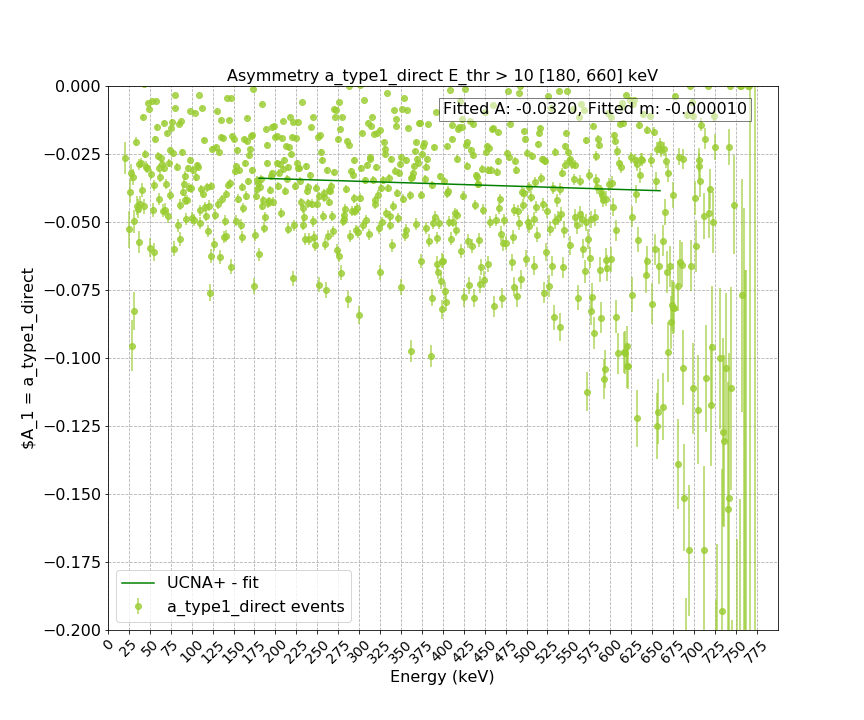 Asymmetry a_type1_direct E_thr > 10 [180, 660] keV
Fitted A: -0.0320, Fitted m: -0.000010
0.000
−0.025
−0.050
−0.075
−0.100
−0.125
−0.150
−0.175
−0.200
$A_1 = a_type1_direct
UCNA+ - fit
a_type1_direct events
0 25 50 75 100 125 150 175 200 225 250 275 300 325 350 375 400 425 450 475 500 525 550 575 600 625 650 675 700 725 750 775
Energy (keV)